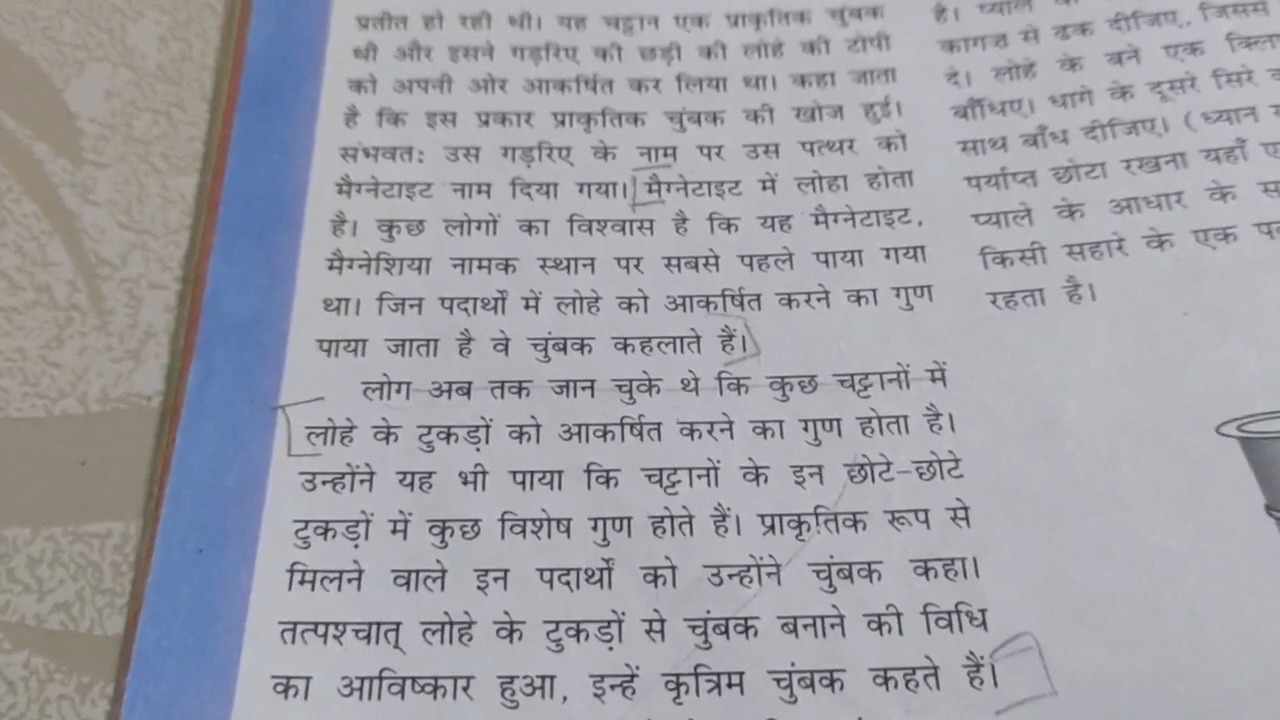 प्रतीत हो रही थी। यह चट्टान एक प्राकृतिक चुंबक
थी और इसने गड़रिए की छड़ी की लोहे की टोपी
को अपनी ओर आकर्षित कर लिया था। कहा जाता
है कि इस प्रकार प्राकृतिक चुंबक की खोज हुई।
संभवतः उस गड़रिए के नाम पर उस पत्थर को
मैग्नेटाइट नाम दिया गया। मैग्नेटाइट में लोहा होता
है। कुछ लोगों का विश्वास है कि यह मैग्नेटाइट,
मैग्नेशिया नामक स्थान पर सबसे पहले पाया गया
था। जिन पदार्थों में लोहे को आकर्षित करने का गुण
पाया जाता है वे चुंबक कहलाते हैं।
लोग अब तक जान चुके थे कि कुछ चट्टानों में
लोहे के टुकड़ों को आकर्षित करने का गुण होता है।
उन्होंने यह भी पाया कि चट्टानों के इन छोटे-छोटे
टुकड़ों में कुछ विशेष गुण होते हैं। प्राकृतिक रूप से
मिलने वाले इन पदार्थों को उन्होंने चुंबक कहा।
तत्पश्चात् लोहे के टुकड़ों से चुंबक बनाने की विधि
का आविष्कार हुआ, इन्हें कृत्रिम चुंबक कहते हैं।
है। प्याले
कागज़ से ढक दीजिए, जिससे
दे। लोहे के बने एक
बाँधिए। धागे के दूसरे सिरे
साथ बाँध दीजिए। (ध्यान
पर्याप्त छोटा रखना यहाँ
प्याले के आधार के
किसी सहारे के एक
रहता है।